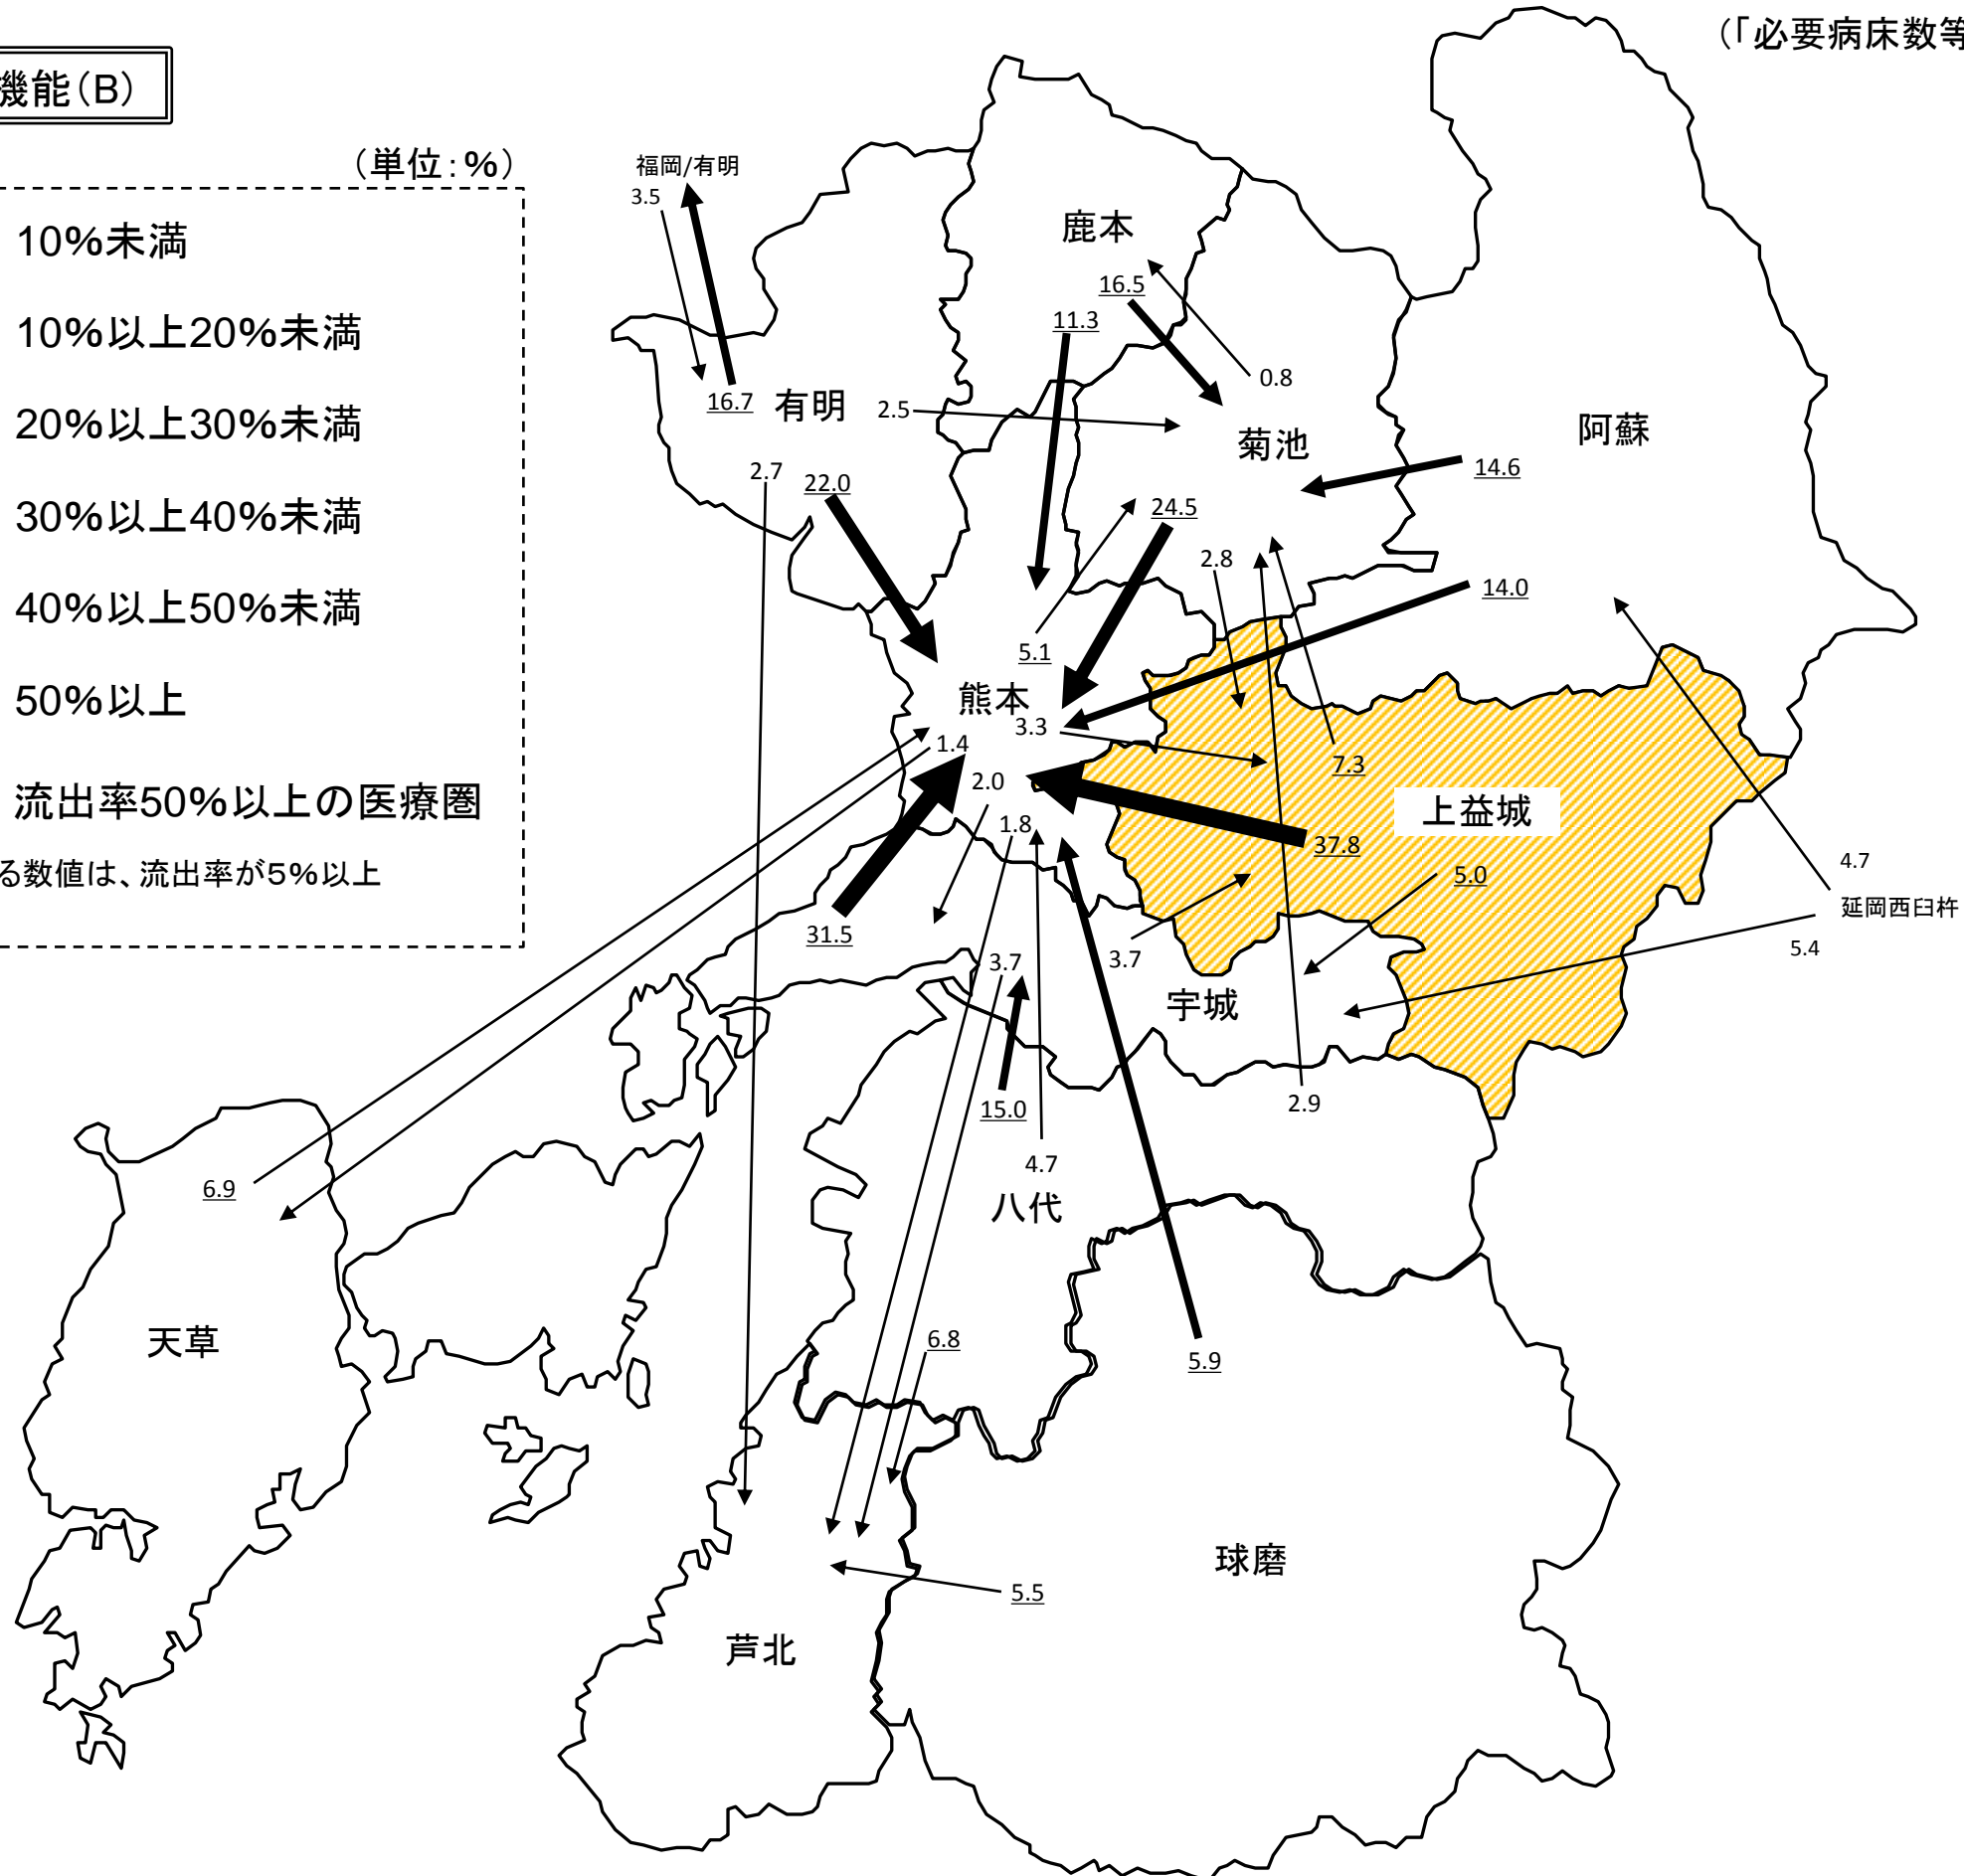 (「必要病床数等
機能(B)
(単位:%)
10%未満
10%以上20%未満
20%以上30%未満
30%以上40%未満
40%以上50%未満
50%以上
流出率50%以上の医療圏
る数値は、流出率が5%以上
福岡/有明
3.5
鹿本
16.5
11.3
0.8
16.7
有明
2.5
菊池
阿蘇
14.6
2.7
22.0
24.5
2.8
14.0
5.1
熊本
3.3
1.4
7.3
2.0
上益城
1.8
37.8
4.7
5.0
延岡西臼杵
31.5
3.7
3.7
5.4
宇城
15.0
2.9
4.7
6.9
八代
天草
6.8
5.9
球磨
5.5
芦北